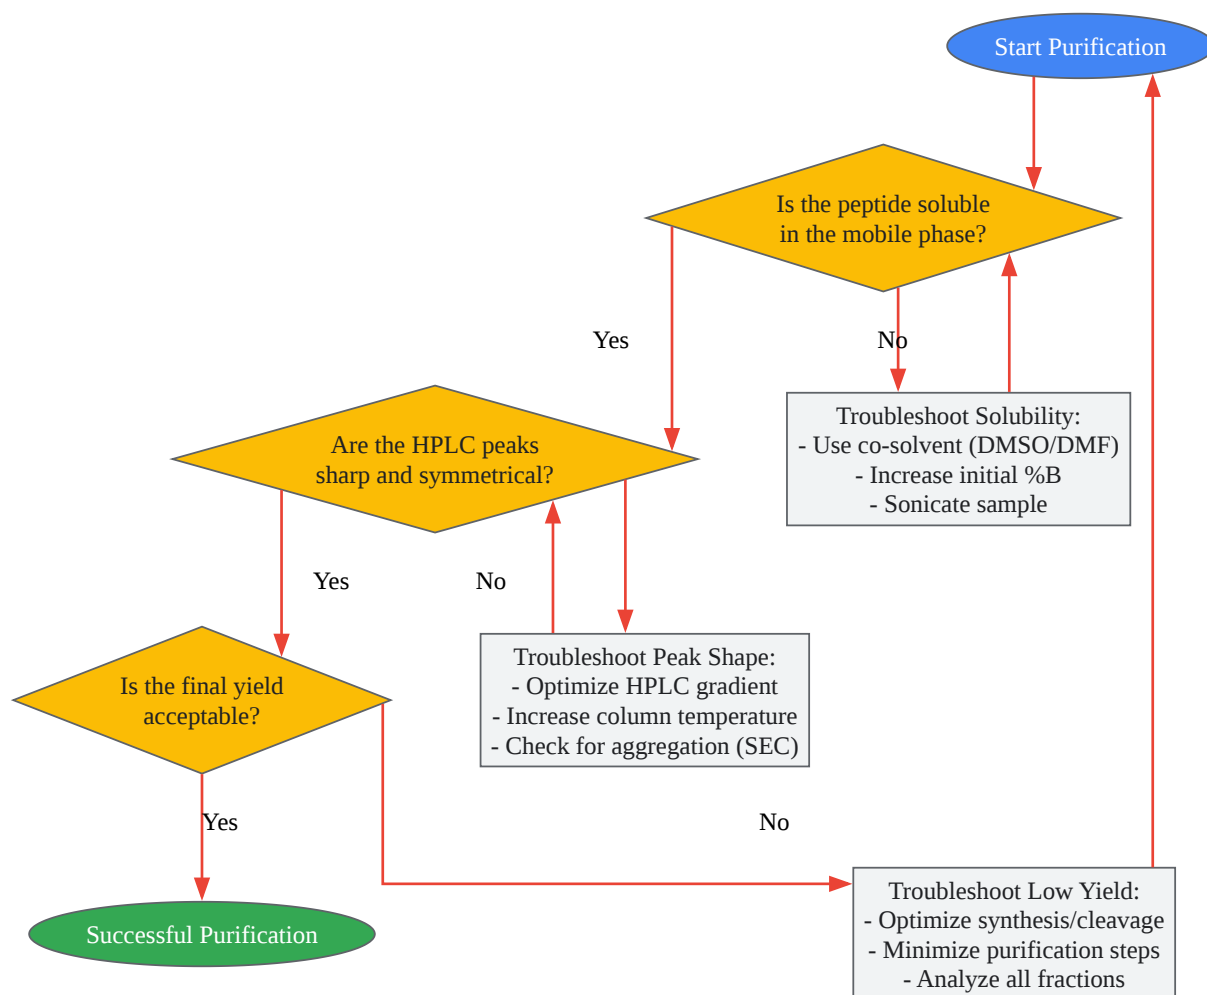 Start Purification
Is the peptide soluble
in the mobile phase?
Yes
No
Troubleshoot Solubility:
- Use co-solvent (DMSO/DMF)
- Increase initial %B
- Sonicate sample
Are the HPLC peaks
sharp and symmetrical?
Yes
No
Troubleshoot Peak Shape:
- Optimize HPLC gradient
- Increase column temperature
- Check for aggregation (SEC)
Is the final yield
acceptable?
Yes
No
Troubleshoot Low Yield:
- Optimize synthesis/cleavage
- Minimize purification steps
- Analyze all fractions
Successful Purification